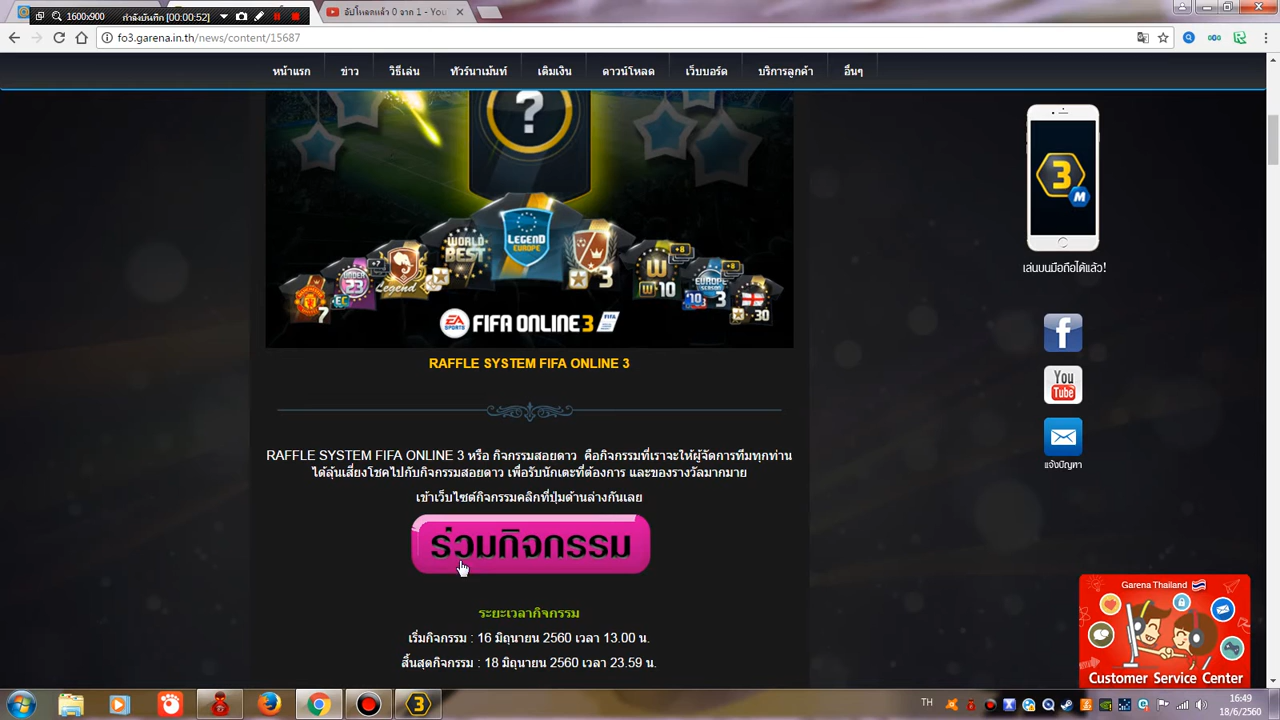 1600x900 กำลังบันทึก [00:00:52]
อัปโหลดแล้ว 0 จาก 1 - You
fo3.garena.in.th/news/content/15687
หน้าแรก ข่าว วิธีเล่น ทัวร์นาเม้นท์ เติมเงิน ดาวน์โหลด เว็บบอร์ด บริการลูกค้า อื่นๆ
?
WORLD BEST
LEGEND EUROPE
UNDER 23
Legend
3
W 10
EUROPE SEASON
7
EC
10 3
30
EA SPORTS FIFA ONLINE 3 FIFA
3 M
เล่นบนมือถือได้แล้ว!
RAFFLE SYSTEM FIFA ONLINE 3
You Tube
แจ้งปัญหา
RAFFLE SYSTEM FIFA ONLINE 3 หรือ กิจกรรมสอยดาว คือกิจกรรมที่เราจะให้ผู้จัดการทีมทุกท่าน
ได้ลุ้นเสี่ยงโชคไปกับกิจกรรมสอยดาว เพื่อรับนักเตะที่ต้องการ และของรางวัลมากมาย
เข้าเว็บไซต์กิจกรรมคลิกที่ปุ่มด้านล่างกันเลย
ร่วมกิจกรรม
ระยะเวลากิจกรรม
เริ่มกิจกรรม : 16 มิถุนายน 2560 เวลา 13.00 น.
สิ้นสุดกิจกรรม : 18 มิถุนายน 2560 เวลา 23.59 น.
Garena Thailand
Customer Service Center
3
TH
16:49
18/6/2560